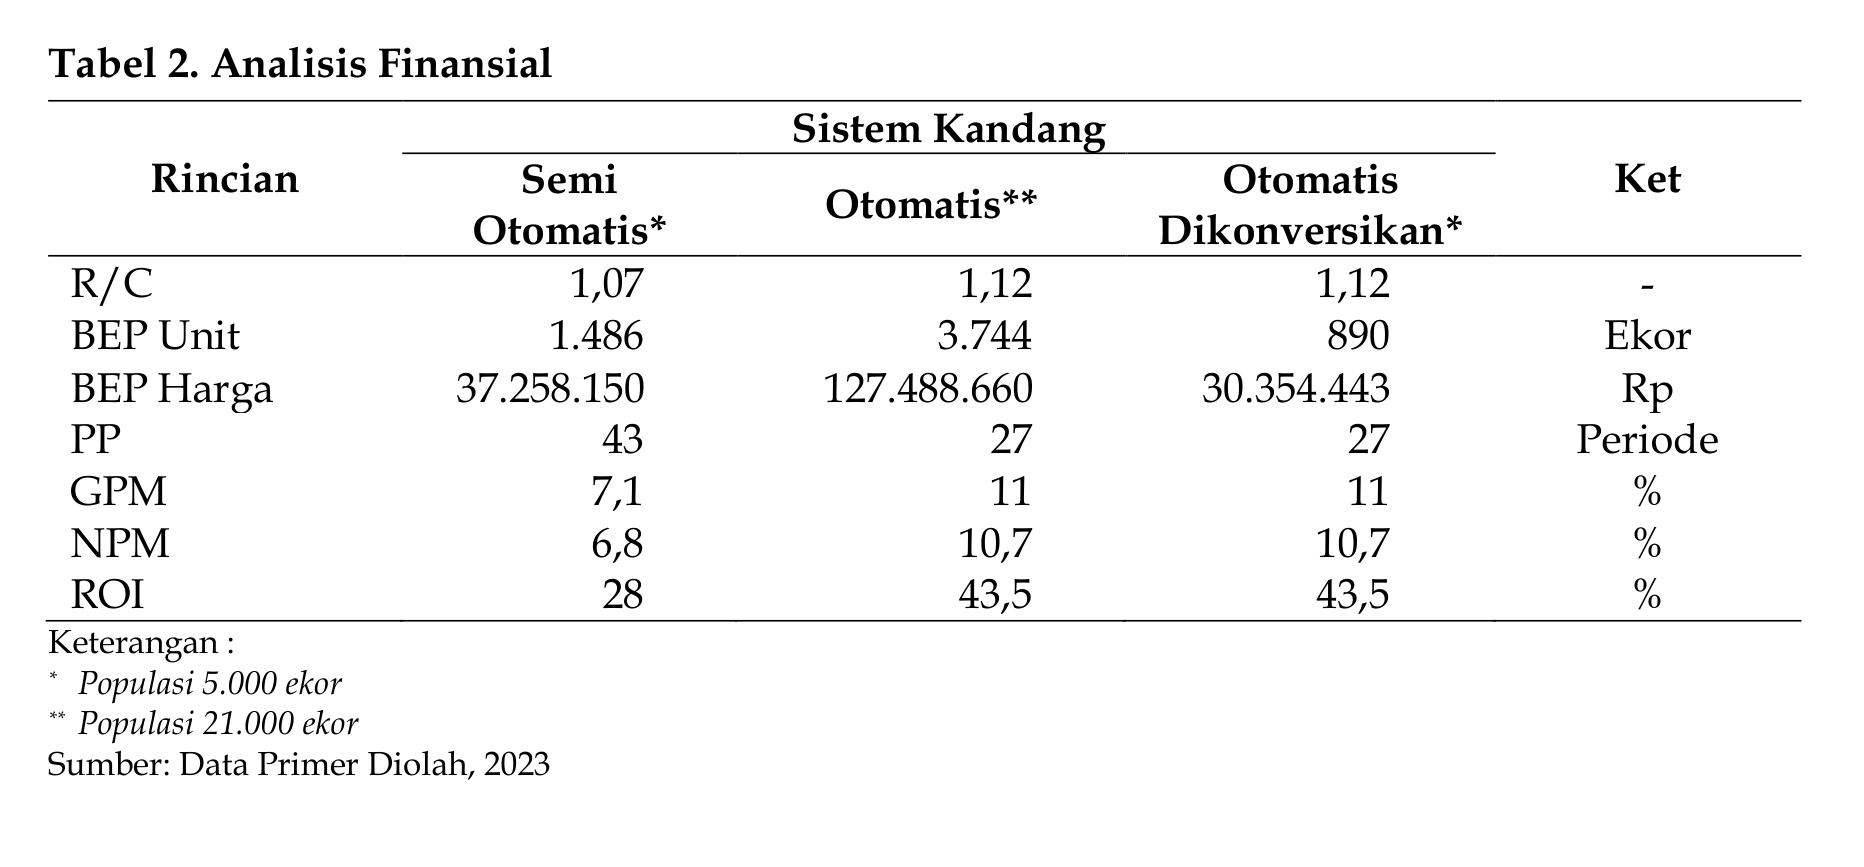 Tabel 2. Analisis Finansial
Sistem Kandang
Rincian Semi Otomatis* Otomatis** Otomatis Dikonversikan* Ket
R/C 1,07 1,12 1,12 -
BEP Unit 1.486 3.744 890 Ekor
BEP Harga 37.258.150 127.488.660 30.354.443 Rp
PP 43 27 27 Periode
GPM 7,1 11 11 %
NPM 6,8 10,7 10,7 %
ROI 28 43,5 43,5 %
Keterangan :
* Populasi 5.000 ekor
** Populasi 21.000 ekor
Sumber: Data Primer Diolah, 2023